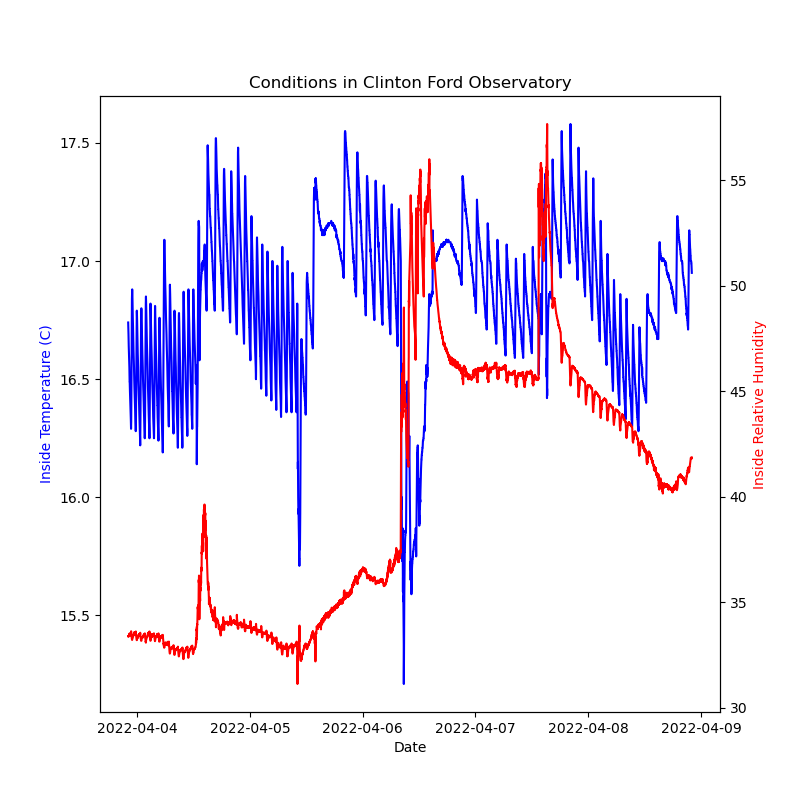 Conditions in Clinton Ford Observatory
17.5
17.0
16.5
16.0
15.5
Inside Temperature (C)
55
50
45
40
35
30
Inside Relative Humidity
2022-04-04 2022-04-05 2022-04-06 2022-04-07 2022-04-08 2022-04-09
Date